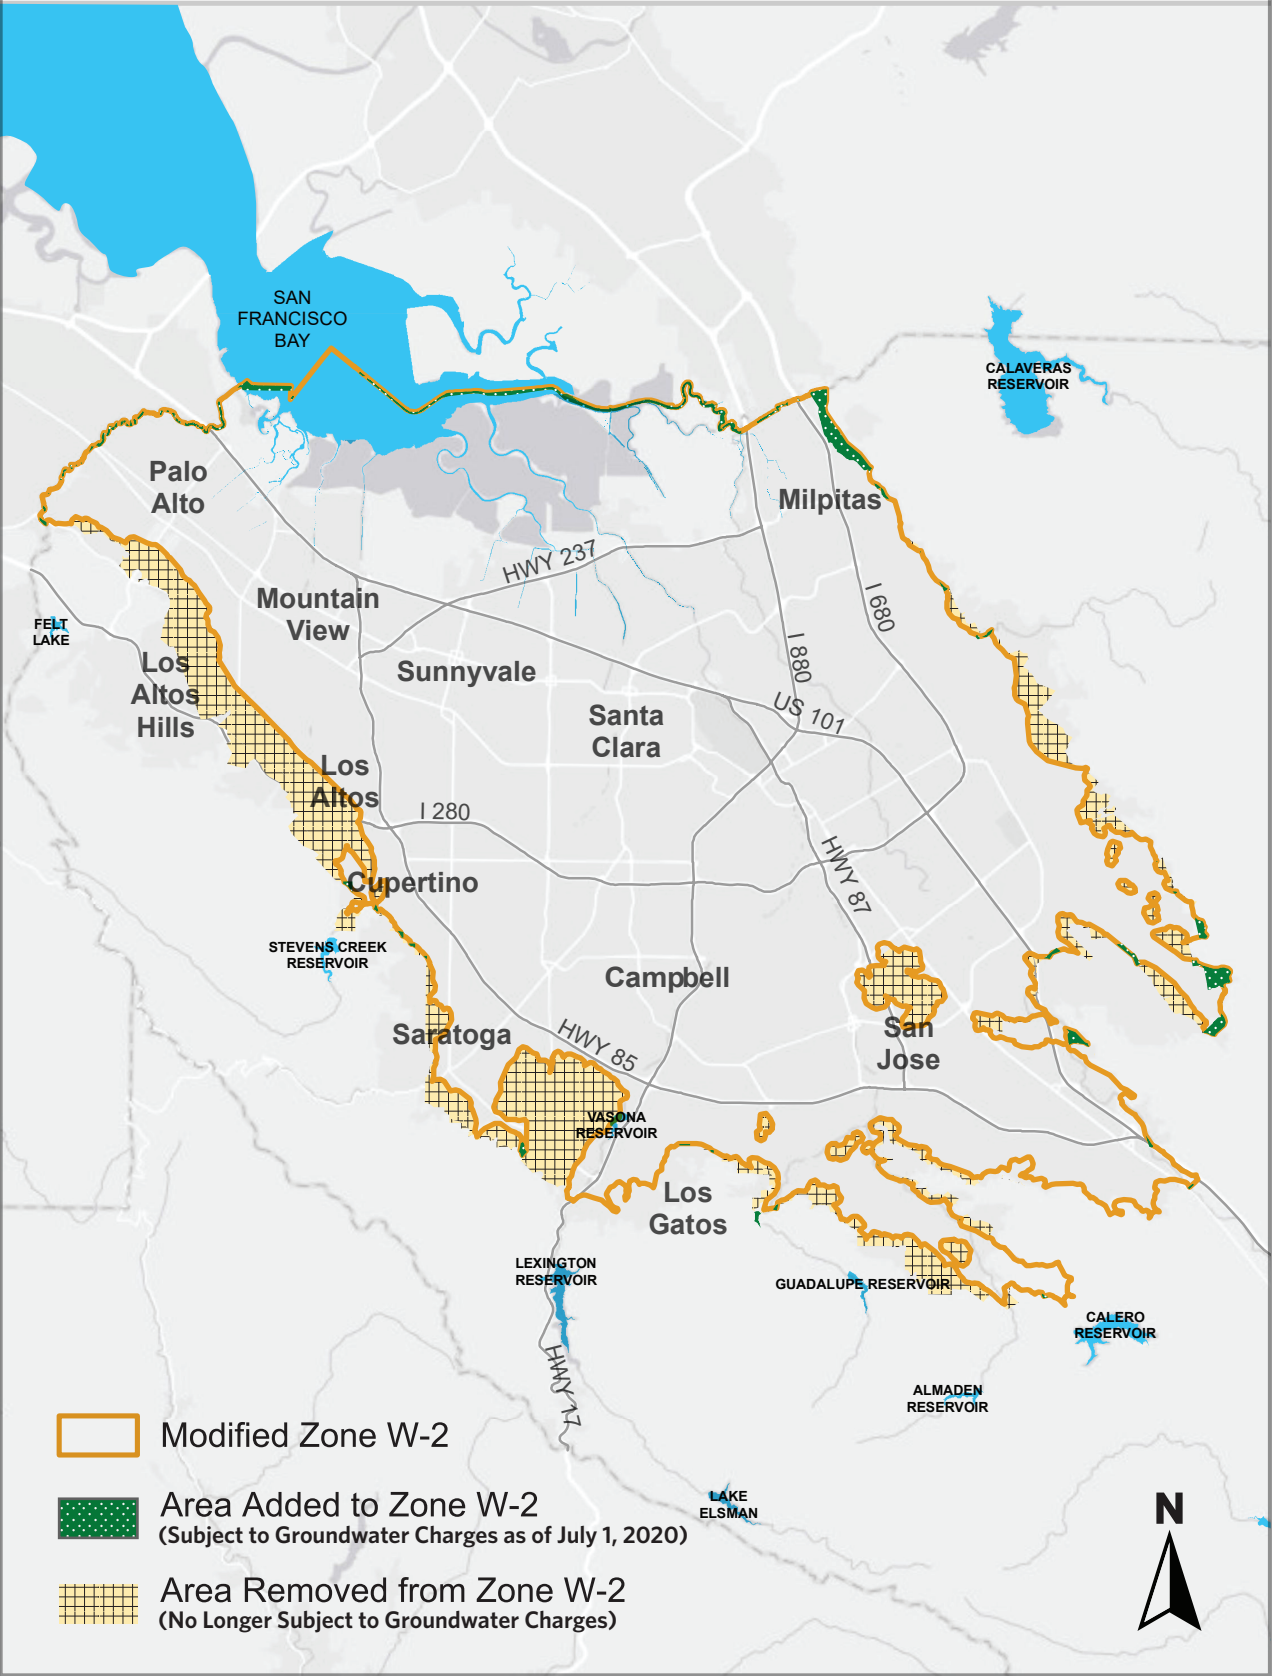 SAN
FRANCISCO
BAY
CALAVERAS
RESERVOIR
Palo
Alto
Milpitas
HWY 237
Mountain
View
I 680
FELT
LAKE
I 880
Los
Altos
Hills
Sunnyvale
US 101
Santa
Clara
Los
Altos
I 280
HWY 87
Cupertino
STEVENS CREEK
RESERVOIR
Campbell
Saratoga
HWY 85
San
Jose
VASONA
RESERVOIR
Los
Gatos
LEXINGTON
RESERVOIR
GUADALUPE RESERVOIR
CALERO
RESERVOIR
HWY 17
ALMADEN
RESERVOIR
LAKE
ELSMAN
N
Modified Zone W-2
Area Added to Zone W-2
(Subject to Groundwater Charges as of July 1, 2020)
Area Removed from Zone W-2
(No Longer Subject to Groundwater Charges)